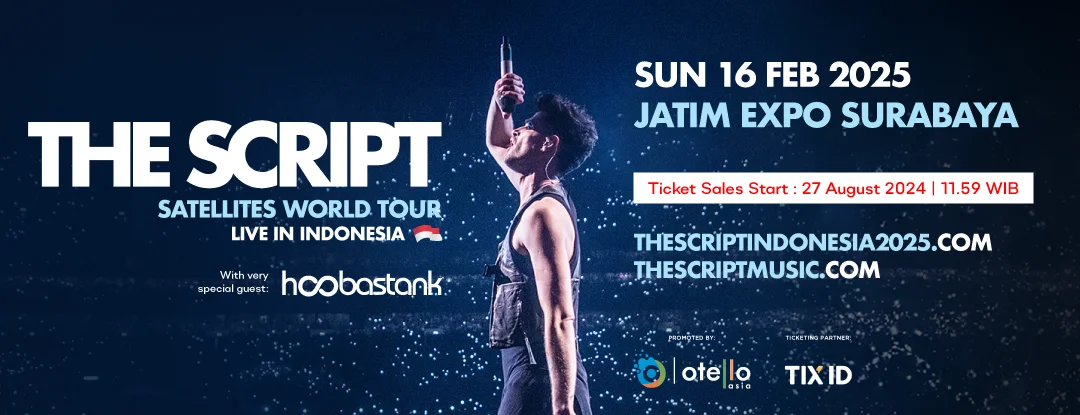 THE SCRIPT
SATELLITES WORLD TOUR
LIVE IN INDONESIA
With very
special guest:
hoobastank
SUN 16 FEB 2025
JATIM EXPO SURABAYA
Ticket Sales Start : 27 August 2024 | 11.59 WIB
THESCRIPTINDONESIA2025.COM
THESCRIPTMUSIC.COM
PROMOTED BY:
otello
asia
TICKETING PARTNER:
TIX ID